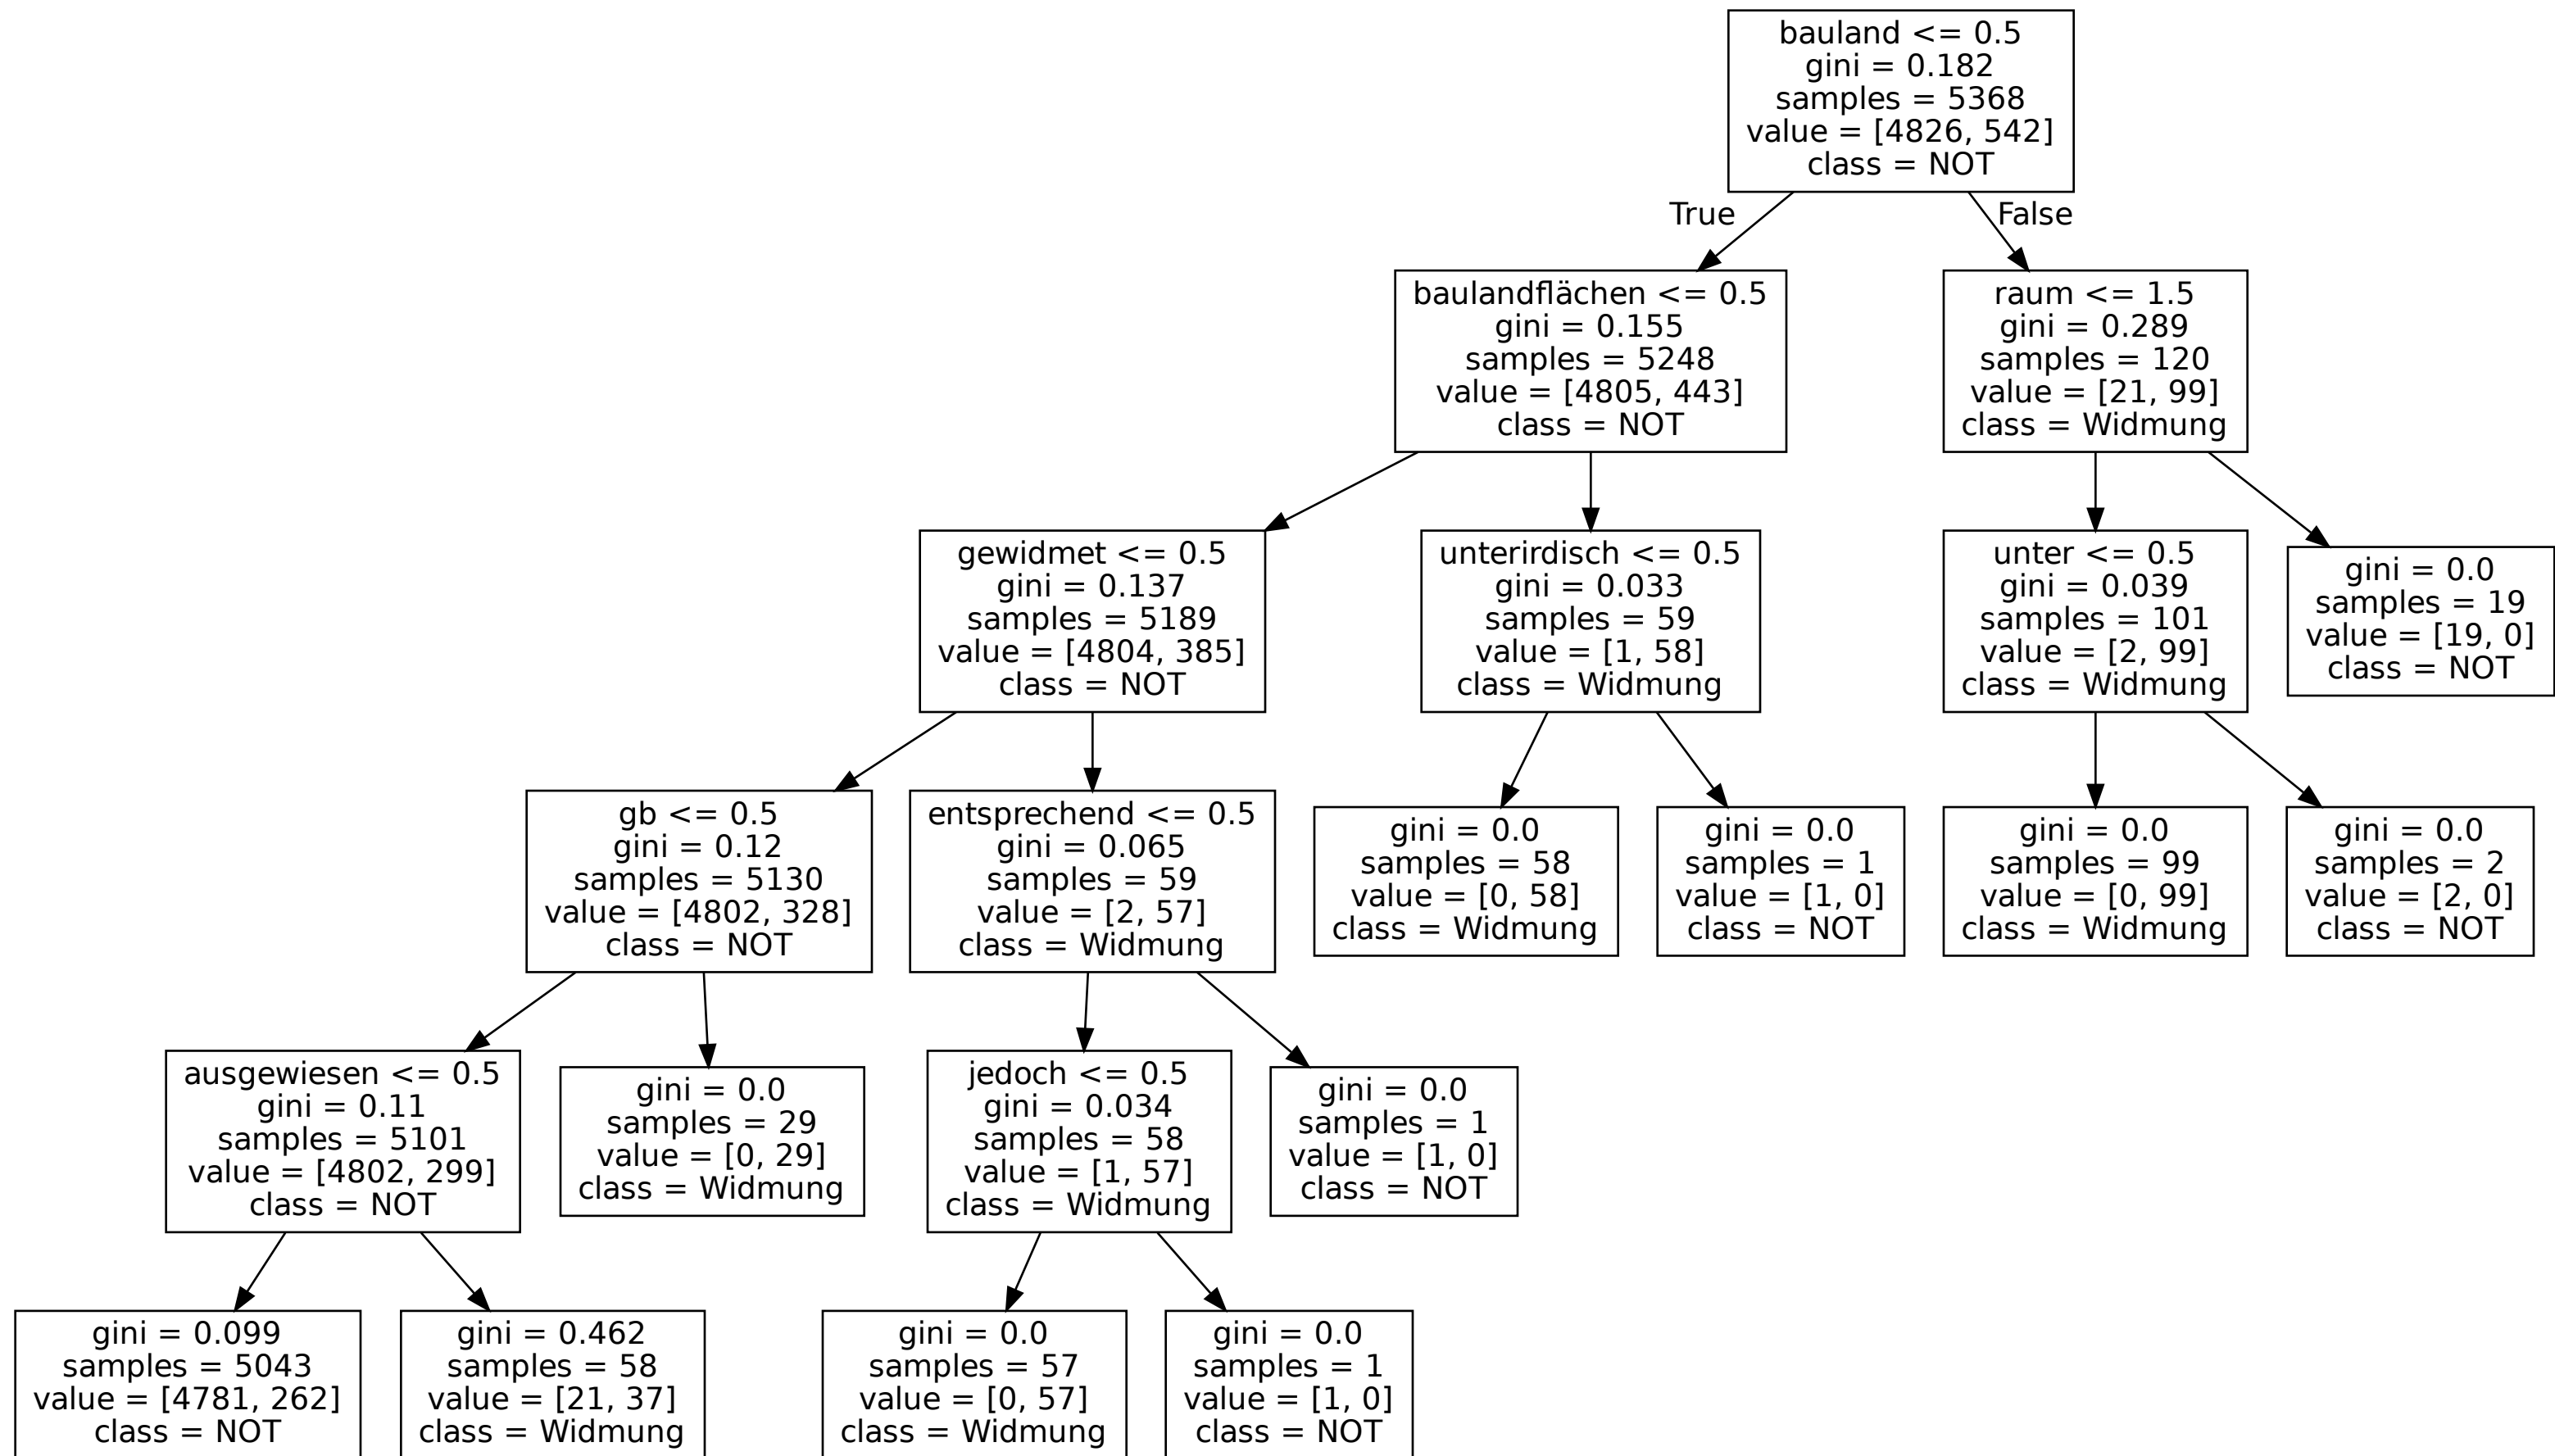 bauland <= 0.5
gini = 0.182
samples = 5368
value = [4826, 542]
class = NOT
True
False
baulandflächen <= 0.5
gini = 0.155
samples = 5248
value = [4805, 443]
class = NOT
raum <= 1.5
gini = 0.289
samples = 120
value = [21, 99]
class = Widmung
gewidmet <= 0.5
gini = 0.137
samples = 5189
value = [4804, 385]
class = NOT
unterirdisch <= 0.5
gini = 0.033
samples = 59
value = [1, 58]
class = Widmung
unter <= 0.5
gini = 0.039
samples = 101
value = [2, 99]
class = Widmung
gini = 0.0
samples = 19
value = [19, 0]
class = NOT
gb <= 0.5
gini = 0.12
samples = 5130
value = [4802, 328]
class = NOT
entsprechend <= 0.5
gini = 0.065
samples = 59
value = [2, 57]
class = Widmung
gini = 0.0
samples = 58
value = [0, 58]
class = Widmung
gini = 0.0
samples = 1
value = [1, 0]
class = NOT
gini = 0.0
samples = 99
value = [0, 99]
class = Widmung
gini = 0.0
samples = 2
value = [2, 0]
class = NOT
ausgewiesen <= 0.5
gini = 0.11
samples = 5101
value = [4802, 299]
class = NOT
gini = 0.0
samples = 29
value = [0, 29]
class = Widmung
jedoch <= 0.5
gini = 0.034
samples = 58
value = [1, 57]
class = Widmung
gini = 0.0
samples = 1
value = [1, 0]
class = NOT
gini = 0.099
samples = 5043
value = [4781, 262]
class = NOT
gini = 0.462
samples = 58
value = [21, 37]
class = Widmung
gini = 0.0
samples = 57
value = [0, 57]
class = Widmung
gini = 0.0
samples = 1
value = [1, 0]
class = NOT